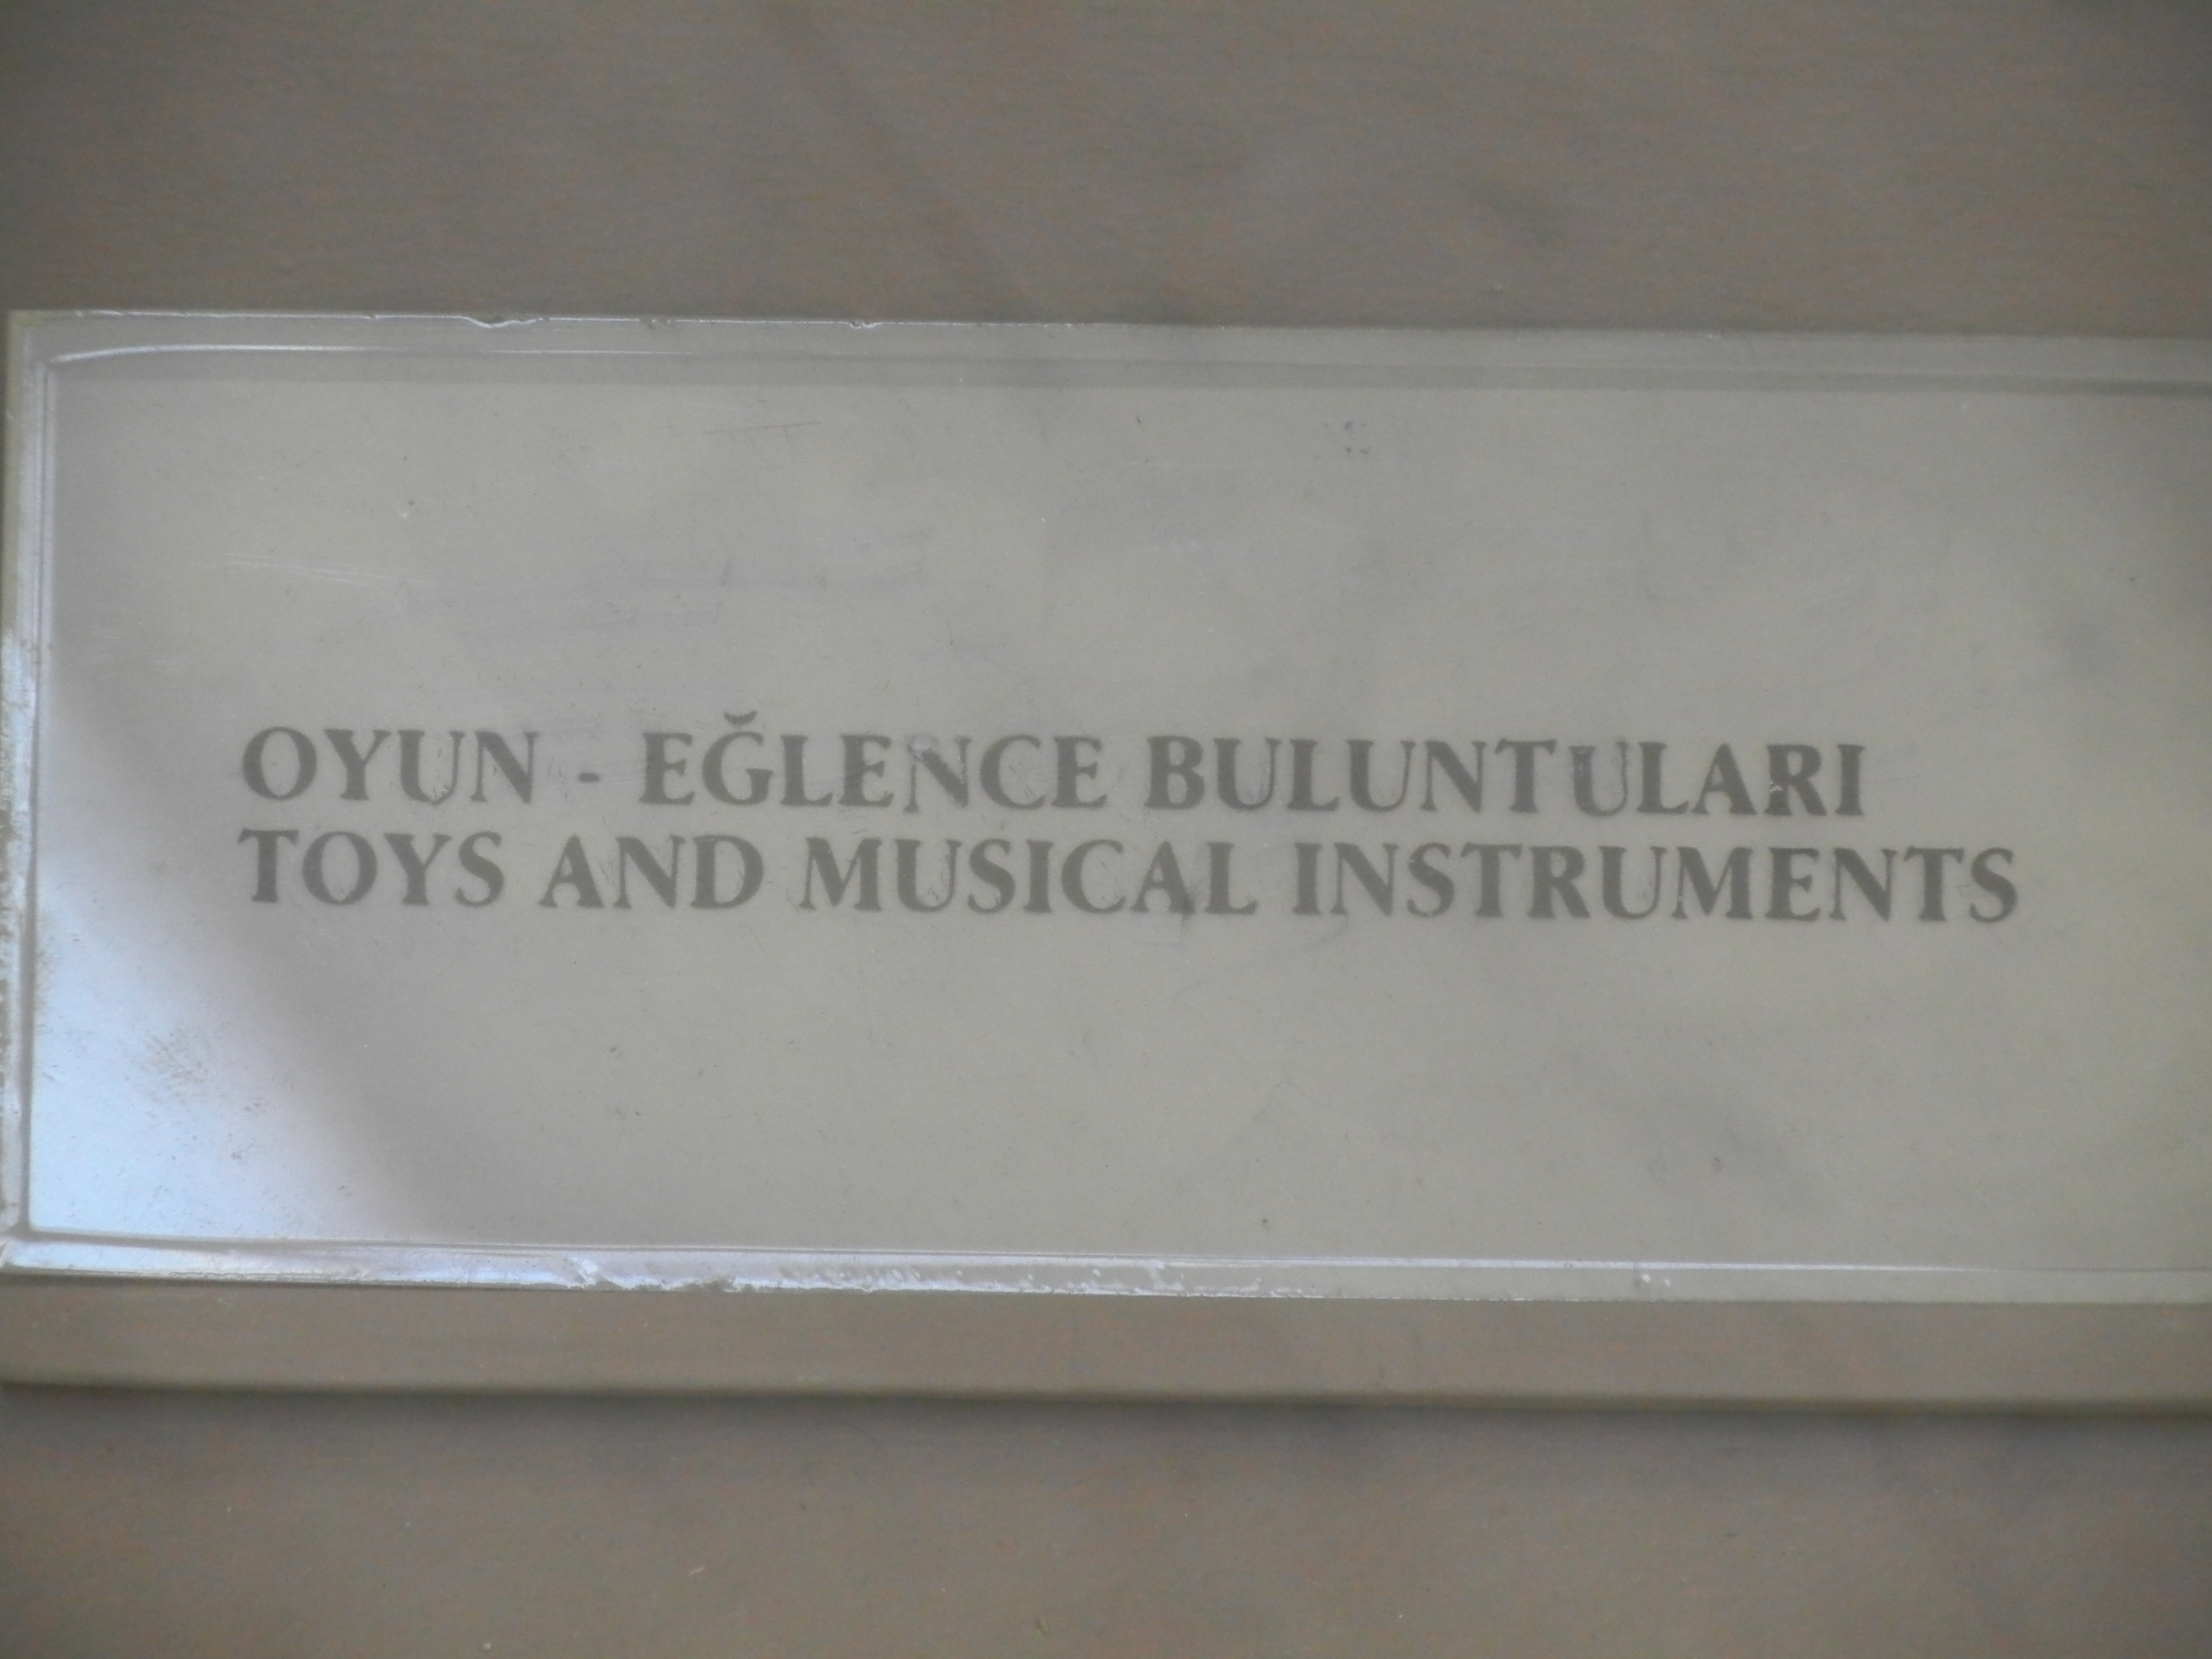 OYUN - EĞLENCE BULUNTULARI
TOYS AND MUSICAL INSTRUMENTS